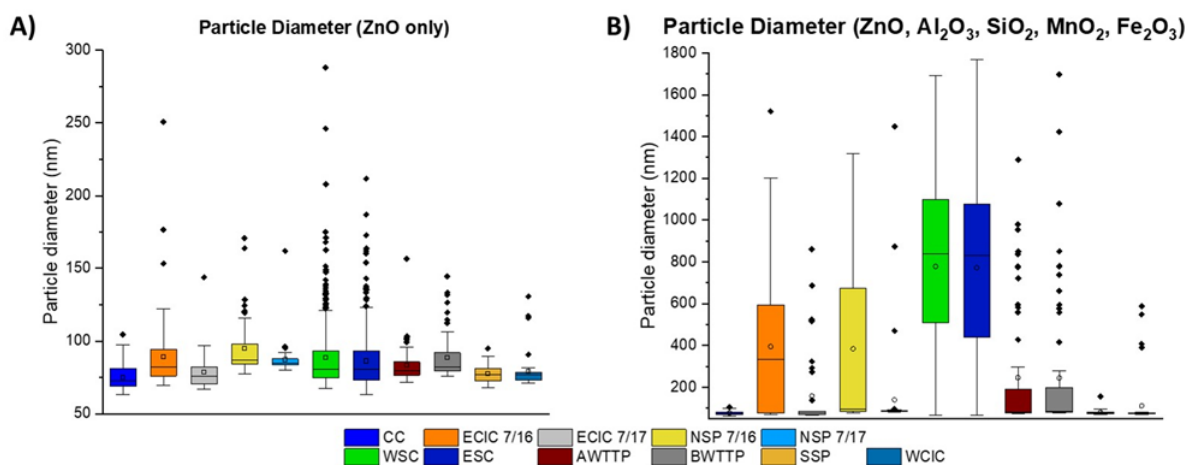 A) Particle Diameter (ZnO only)
Particle diameter (nm)
300
250
200
150
100
50
B) Particle Diameter (ZnO, Al₂O₃, SiO₂, MnO₂, Fe₂O₃)
Particle diameter (nm)
1800
1600
1400
1200
1800
800
600
400
200
CC ECIC 7/16 ECIC 7/17 NSP 7/16 NSP 7/17
WSC ESC AWTTP BWTTP SSP WCIC